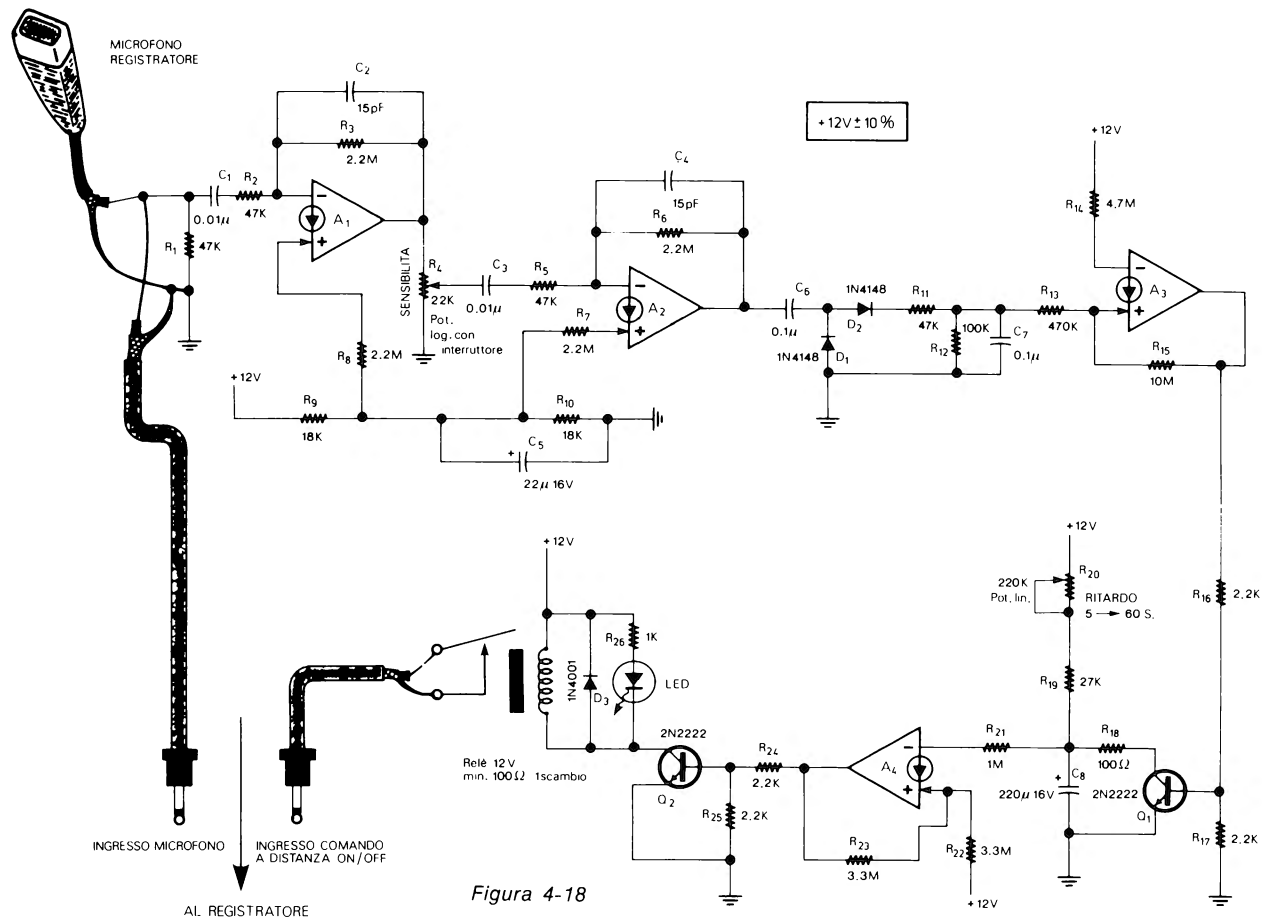 MICROFONO
REGISTRATORE
C2
15pF
R3
2.2M
+12V±10%
C1
0.01µ
R2
47K
R1
47K
A1
SENSIBILITA
R4
22K
Pot.
log. con
interruttore
C3
0.01µ
R5
47K
C4
15pF
R6
2.2M
A2
R7
2.2M
R8
2.2M
+12V
R9
18K
R10
18K
C5
+
22µ 16V
C6
0.1µ
1N4148
D2
1N4148
D1
R11
47K
100K
R12
C7
0.1µ
R13
470K
+12V
R14
4.7M
A3
R15
10M
R16
2.2K
+12V
220K
Pot. lin.
R20
RITARDO
5 → 60 S.
R19
27K
R21
1M
R18
100Ω
C8
+
220µ 16V
2N2222
Q1
R17
2.2K
A4
R22
3.3M
+12V
R23
3.3M
R24
2.2K
R25
2.2K
2N2222
Q2
+12V
R26
1K
LED
1N4001
D3
Relè 12V
min. 100Ω 1scambio
INGRESSO MICROFONO
INGRESSO COMANDO
A DISTANZA ON/OFF
AL REGISTRATORE
Figura 4-18